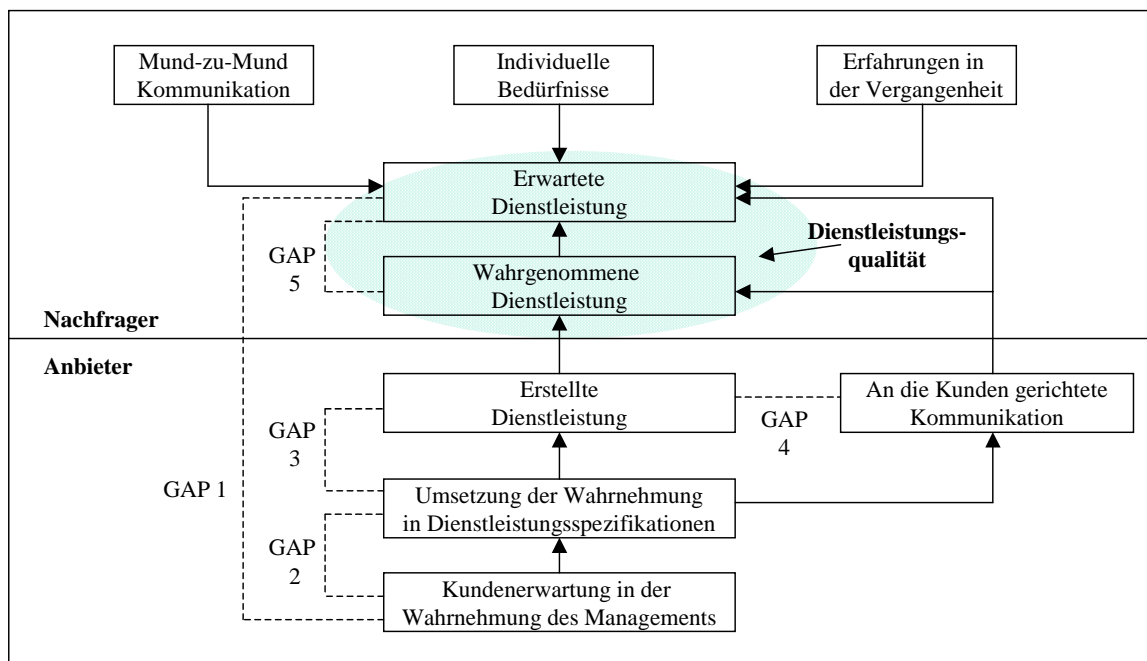 Mund-zu-Mund
Kommunikation
Individuelle
Bedürfnisse
Erfahrungen in
der Vergangenheit
Erwartete
Dienstleistung
GAP
5
Dienstleistungs-
qualität
Wahrgenommene
Dienstleistung
Nachfrager
Anbieter
Erstellte
Dienstleistung
An die Kunden gerichtete
Kommunikation
GAP
4
GAP
3
GAP 1
Umsetzung der Wahrnehmung
in Dienstleistungsspezifikationen
GAP
2
Kundenerwartung in der
Wahrnehmung des Managements